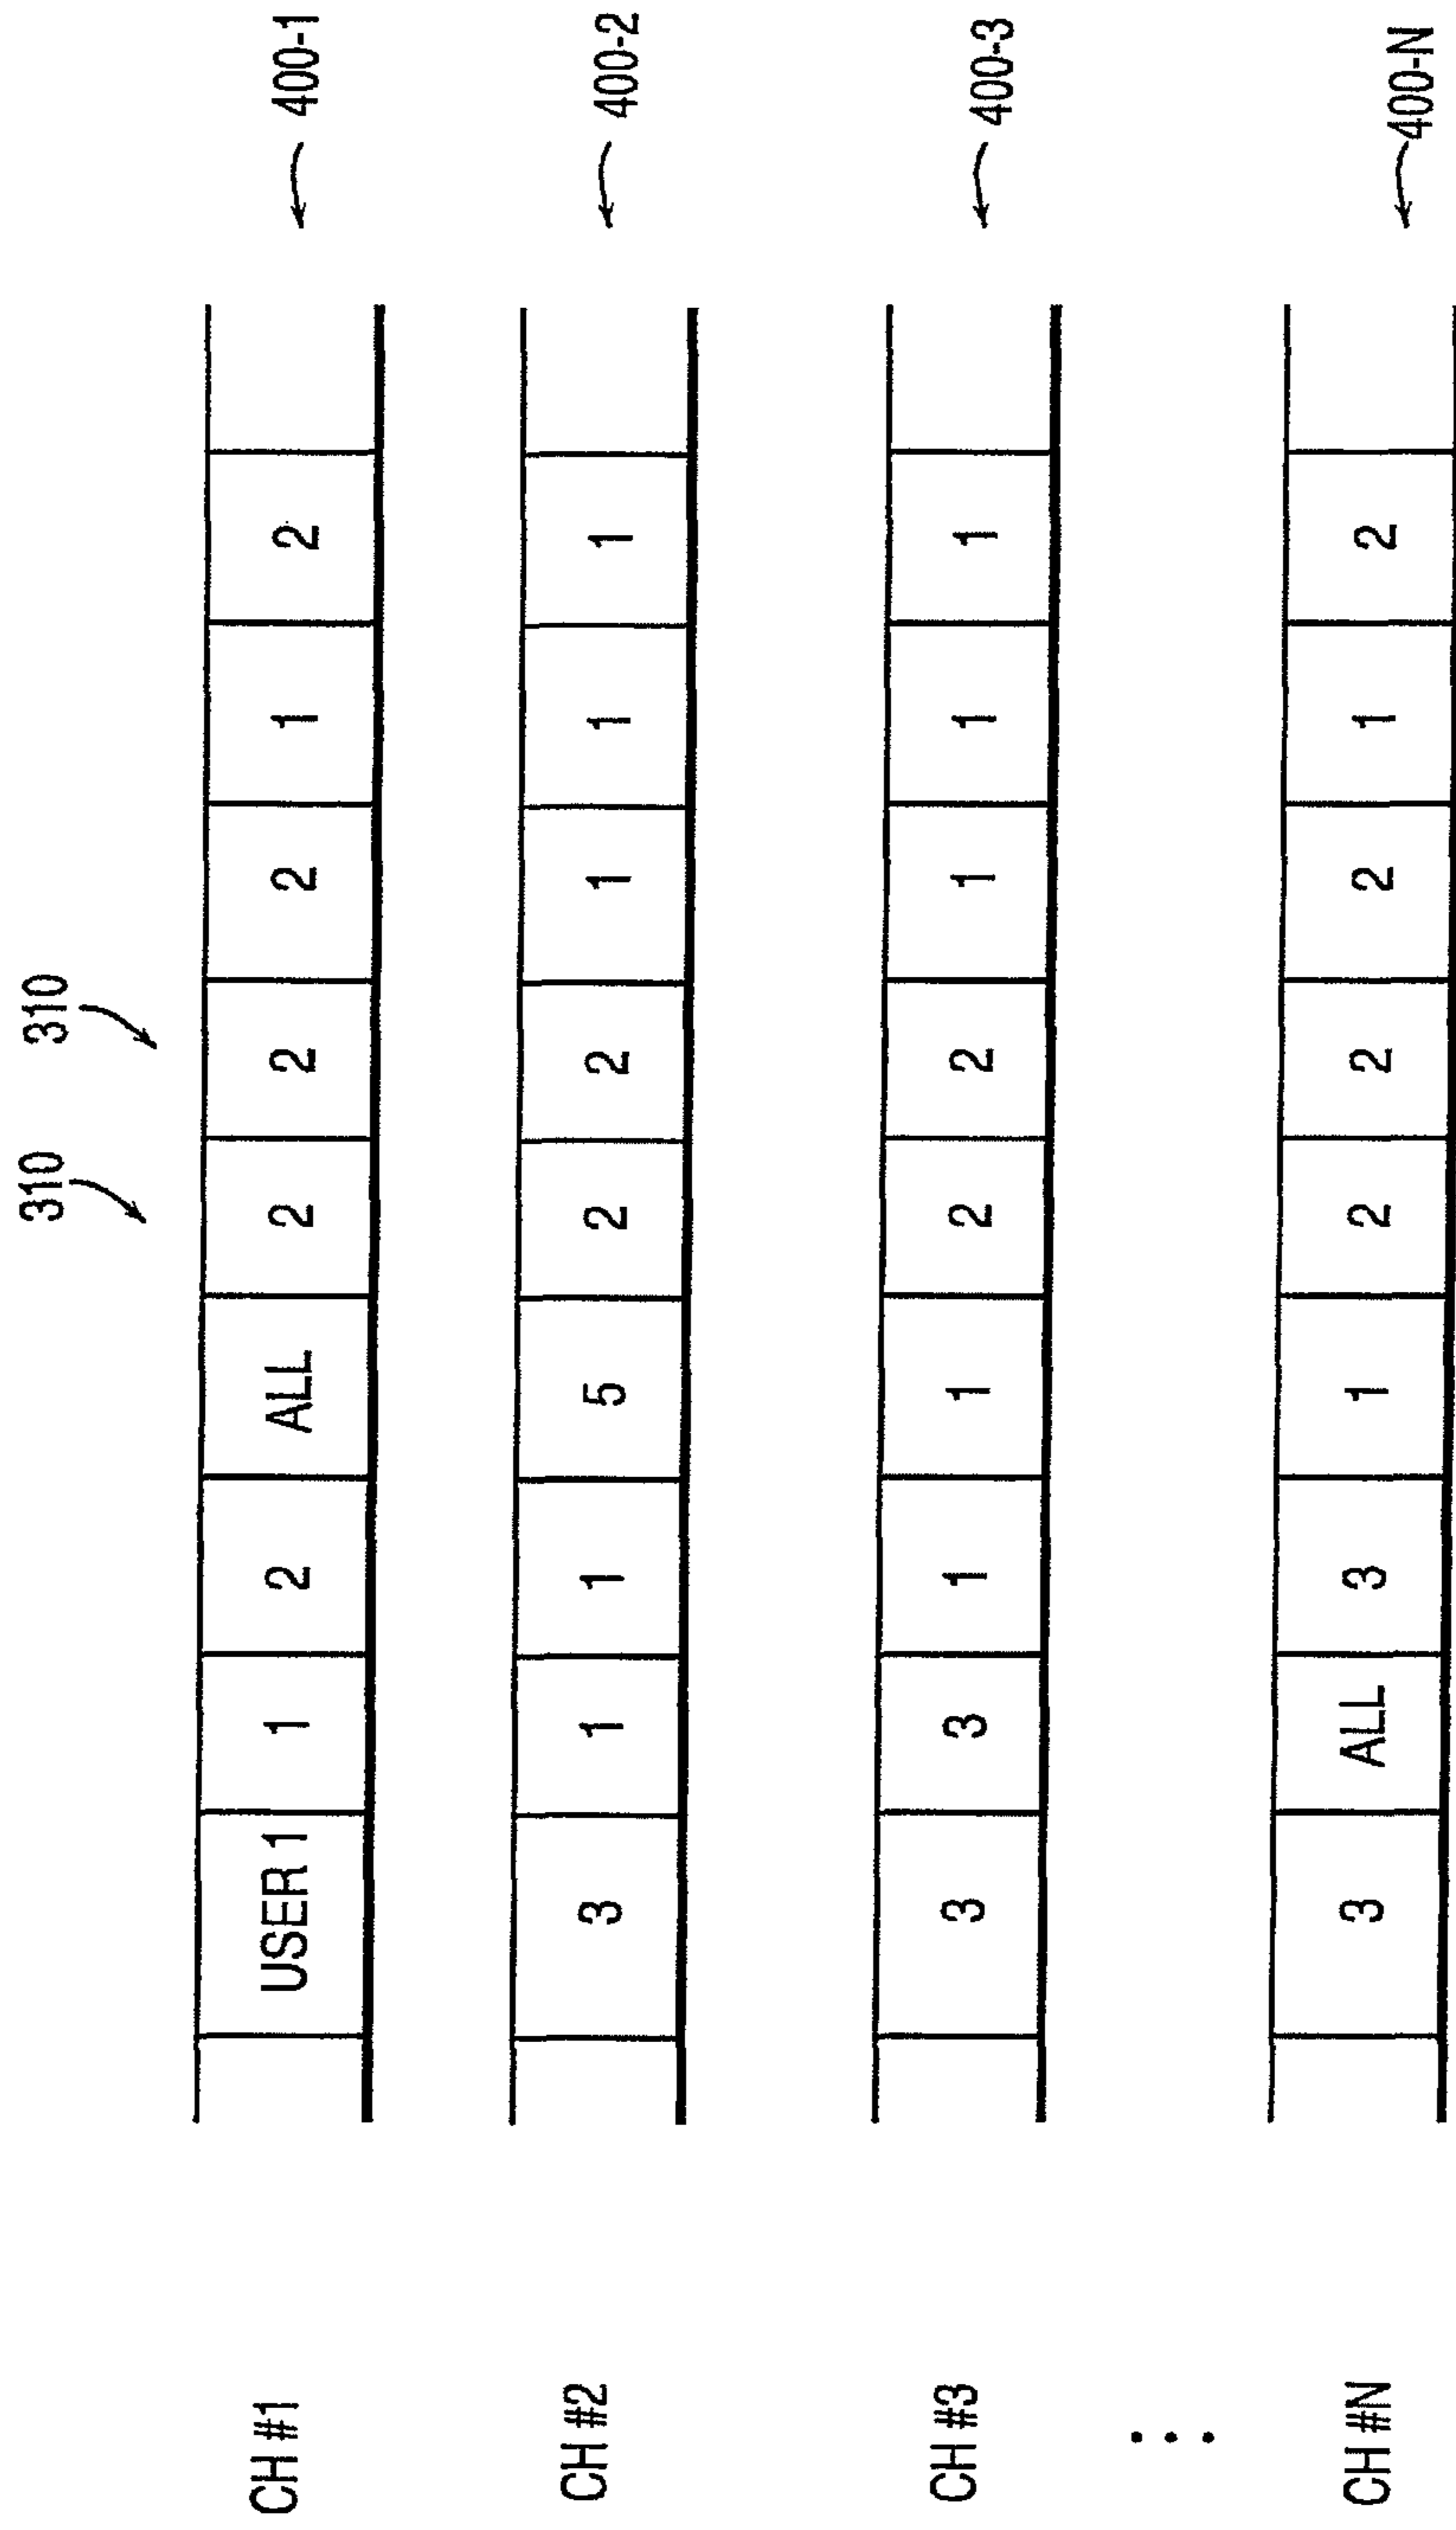 310 310
CH #1 USER 1 1 2 ALL 2 2 2 1 2 400-1
CH #2 3 1 1 5 2 2 1 1 1 400-2
CH #3 3 3 1 1 2 2 1 1 1 400-3
CH #N 3 ALL 3 1 2 2 2 1 2 400-N